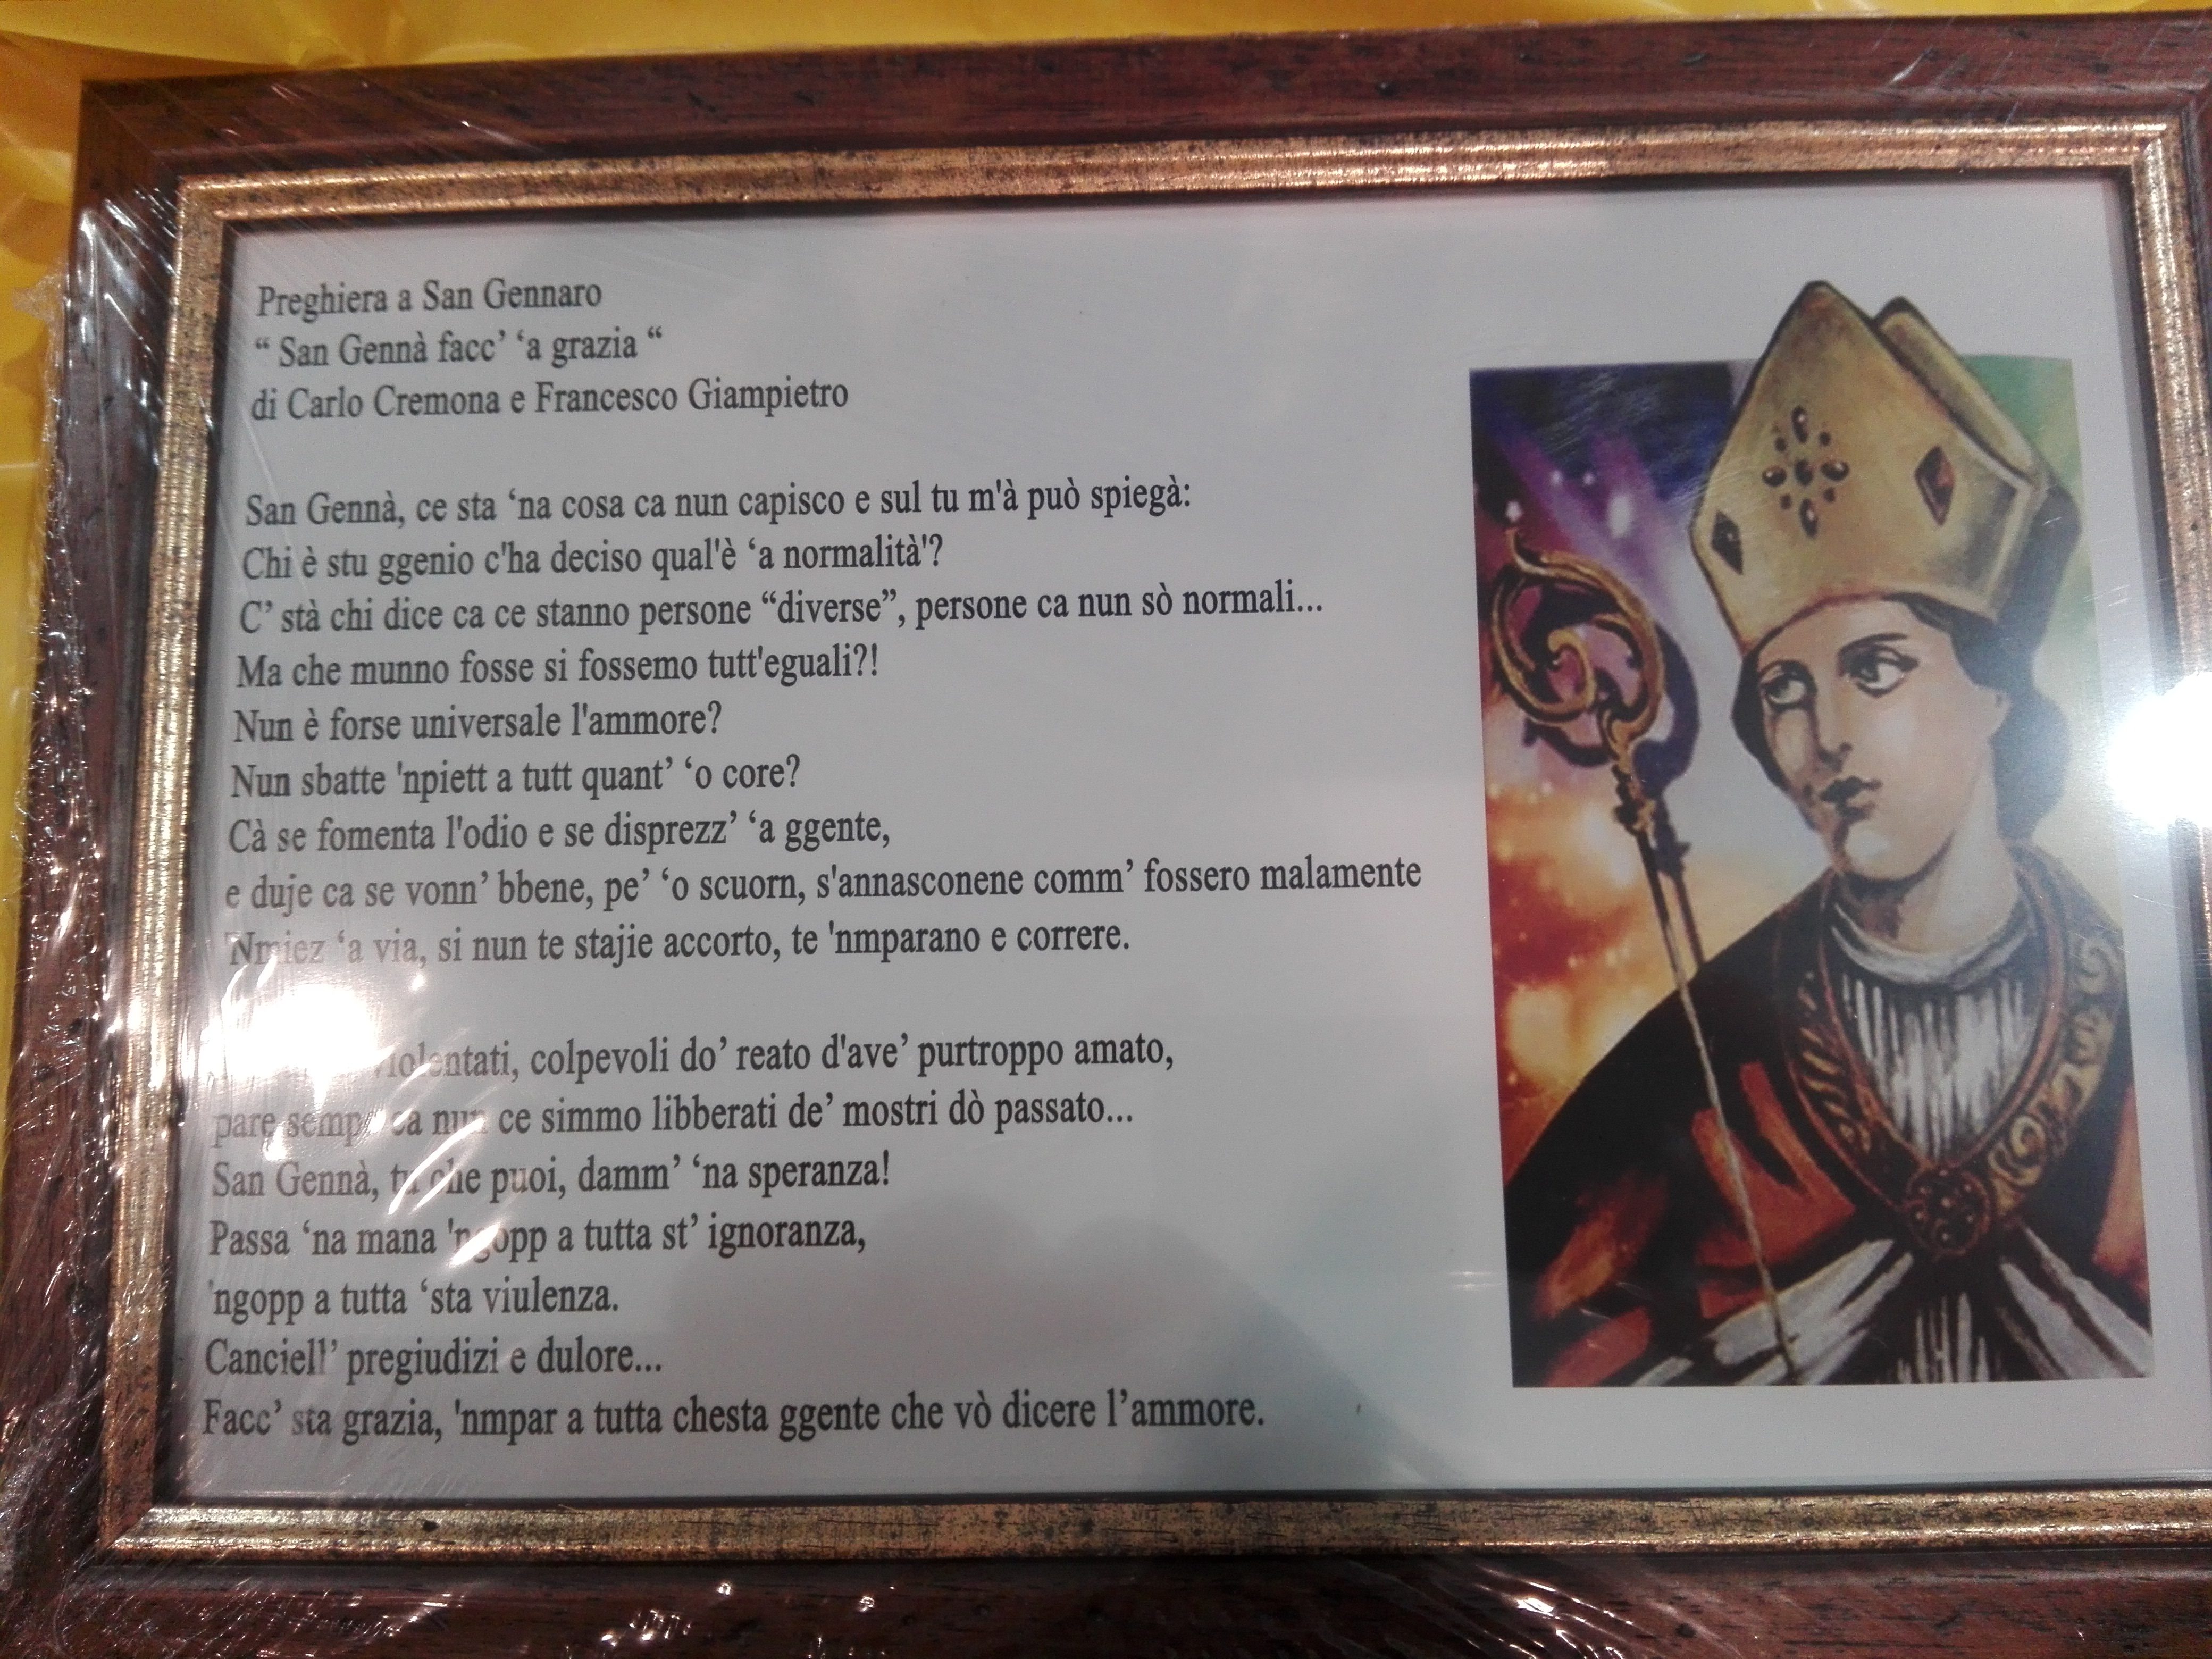 Preghiera a San Gennaro
“ San Gennà facc’ ‘a grazia “
di Carlo Cremona e Francesco Giampietro
San Gennà, ce sta ‘na cosa ca nun capisco e sul tu m'à può spiegà:
Chi è stu ggenio c'ha deciso qual'è ‘a normalità'?
C’ stà chi dice ca ce stanno persone “diverse”, persone ca nun sò normali...
Ma che munno fosse si fossemo tutt'eguali?!
Nun è forse universale l'ammore?
Nun sbatte 'npiett a tutt quant’ ‘o core?
Cà se fomenta l'odio e se disprezz’ ‘a ggente,
e duje ca se vonn’ bbene, pe’ ‘o scuorn, s'annasconene comm’ fossero malamente
'Nmiez ‘a via, si nun te stajie accorto, te 'nmparano e correre.
violentati, colpevoli do’ reato d'ave’ purtroppo amato,
pare semp ca nun ce simmo libberati de’ mostri dò passato...
San Gennà, tu che puoi, damm’ ‘na speranza!
Passa ‘na mana 'ngopp a tutta st’ ignoranza,
'ngopp a tutta ‘sta viulenza.
Canciell’ pregiudizi e dulore...
Facc’ sta grazia, 'nmpar a tutta chesta ggente che vò dicere l’ammore.